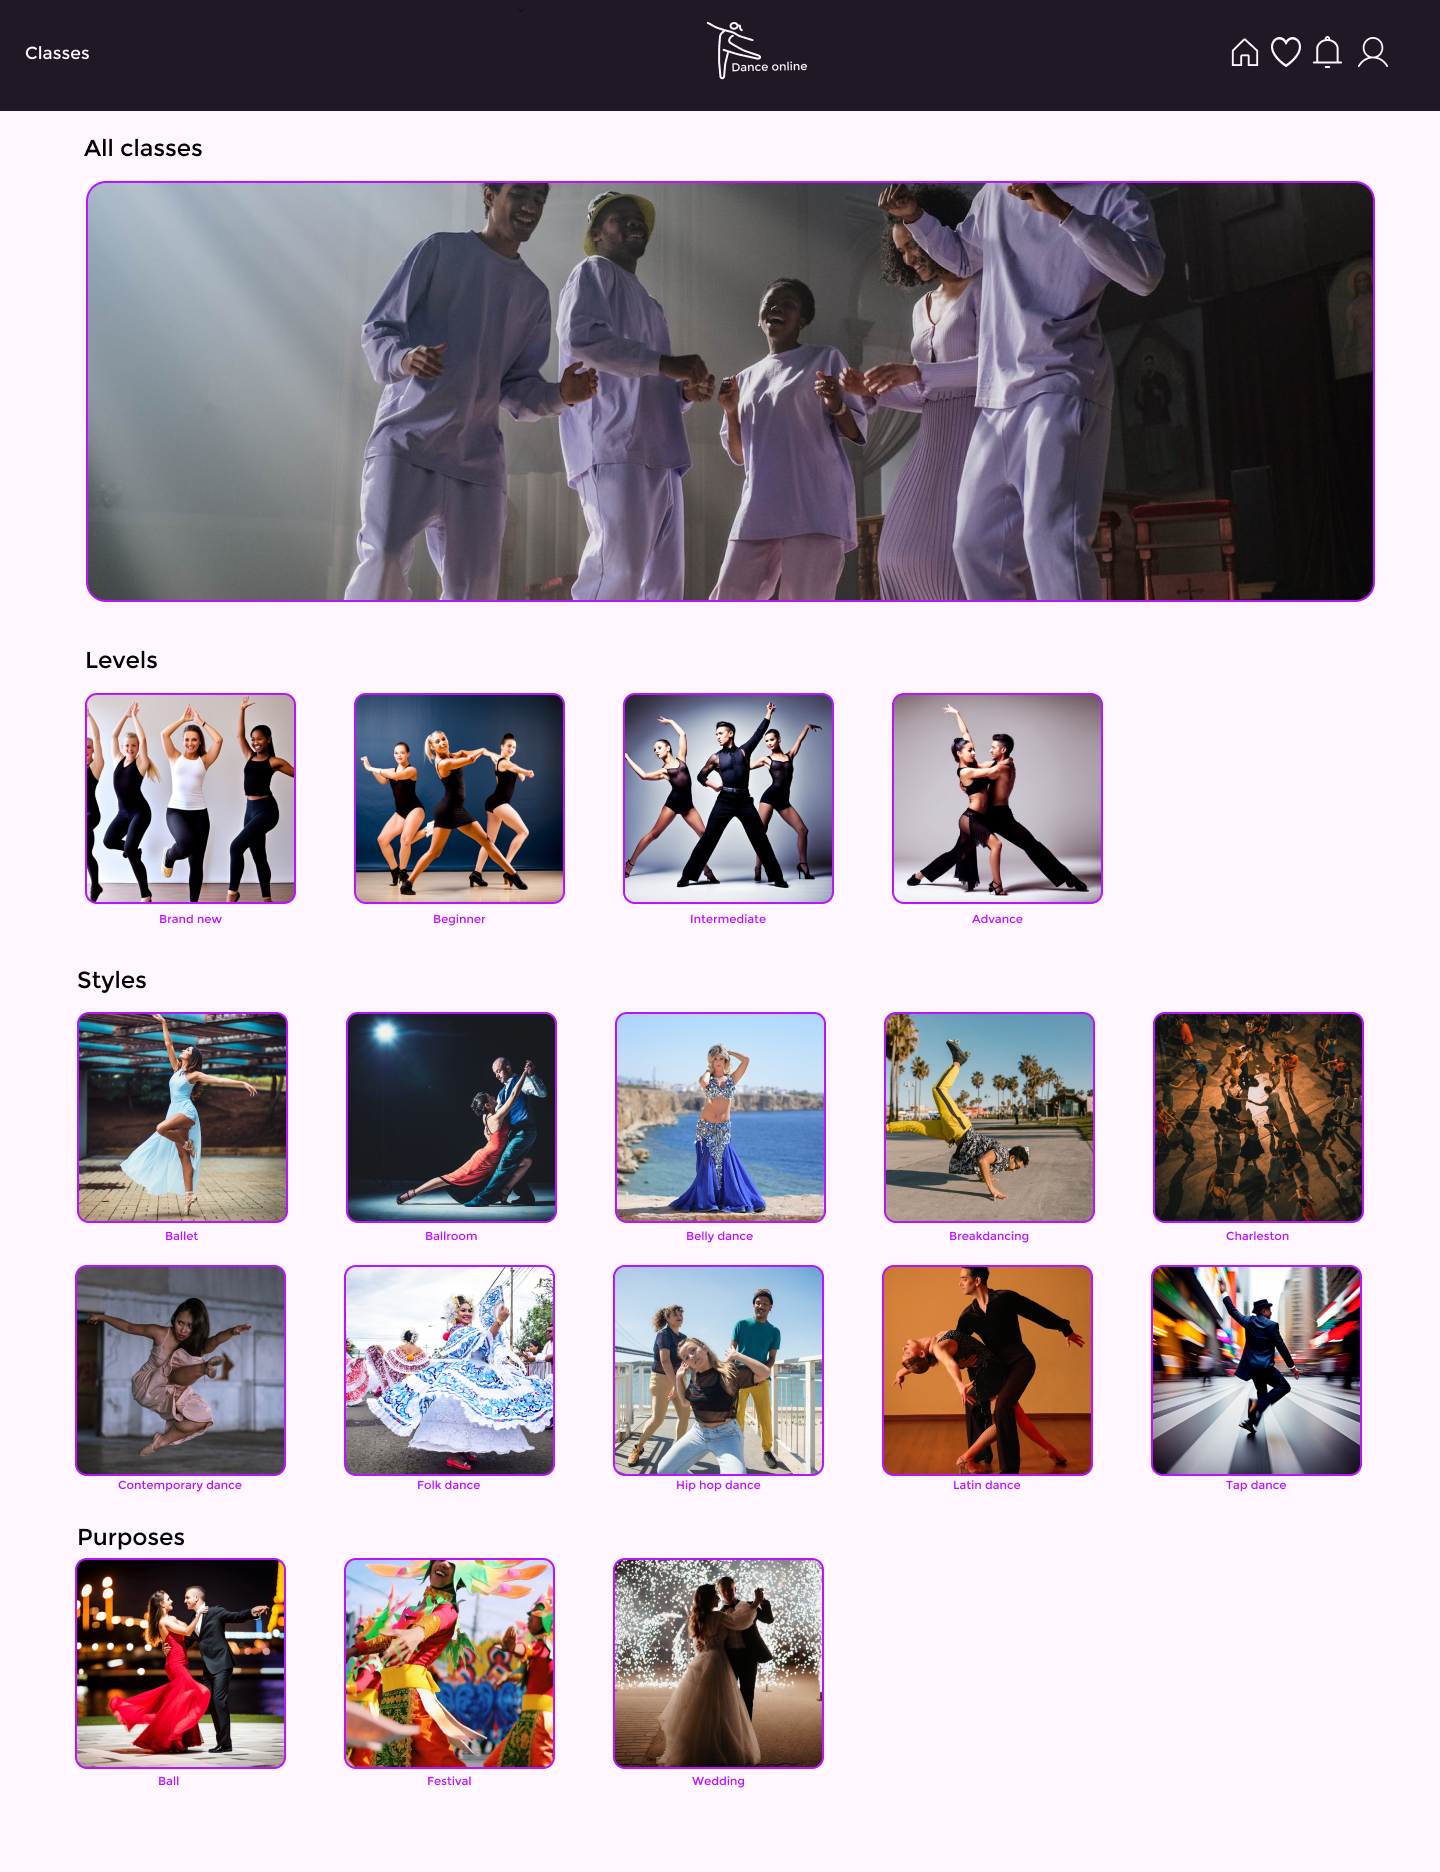 Classes
Dance online
All classes
Levels
Brand new
Beginner
Intermediate
Advance
Styles
Ballet
Ballroom
Belly dance
Breakdancing
Charleston
Contemporary dance
Folk dance
Hip hop dance
Latin dance
Tap dance
Purposes
Ball
Festival
Wedding